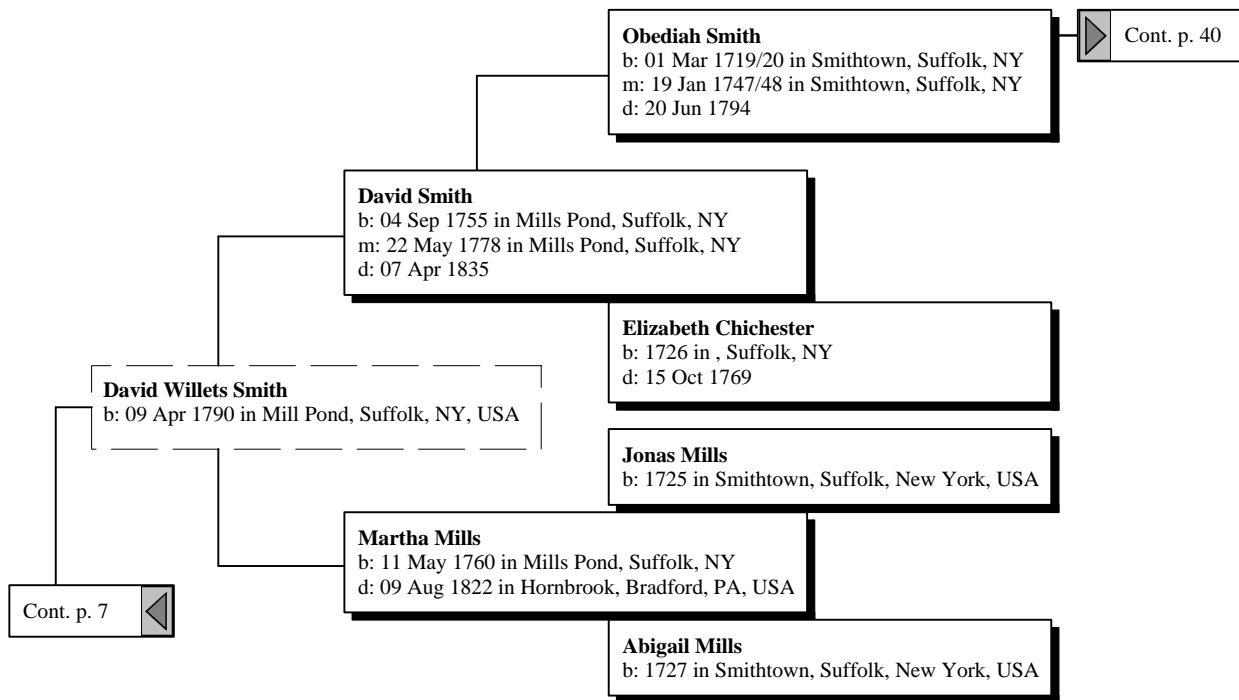 Obediah Smith
b: 01 Mar 1719/20 in Smithtown, Suffolk, NY
m: 19 Jan 1747/48 in Smithtown, Suffolk, NY
d: 20 Jun 1794
Cont. p. 40
David Smith
b: 04 Sep 1755 in Mills Pond, Suffolk, NY
m: 22 May 1778 in Mills Pond, Suffolk, NY
d: 07 Apr 1835
Elizabeth Chichester
b: 1726 in , Suffolk, NY
d: 15 Oct 1769
David Willets Smith
b: 09 Apr 1790 in Mill Pond, Suffolk, NY, USA
Jonas Mills
b: 1725 in Smithtown, Suffolk, New York, USA
Martha Mills
b: 11 May 1760 in Mills Pond, Suffolk, NY
d: 09 Aug 1822 in Hornbrook, Bradford, PA, USA
Cont. p. 7
Abigail Mills
b: 1727 in Smithtown, Suffolk, New York, USA